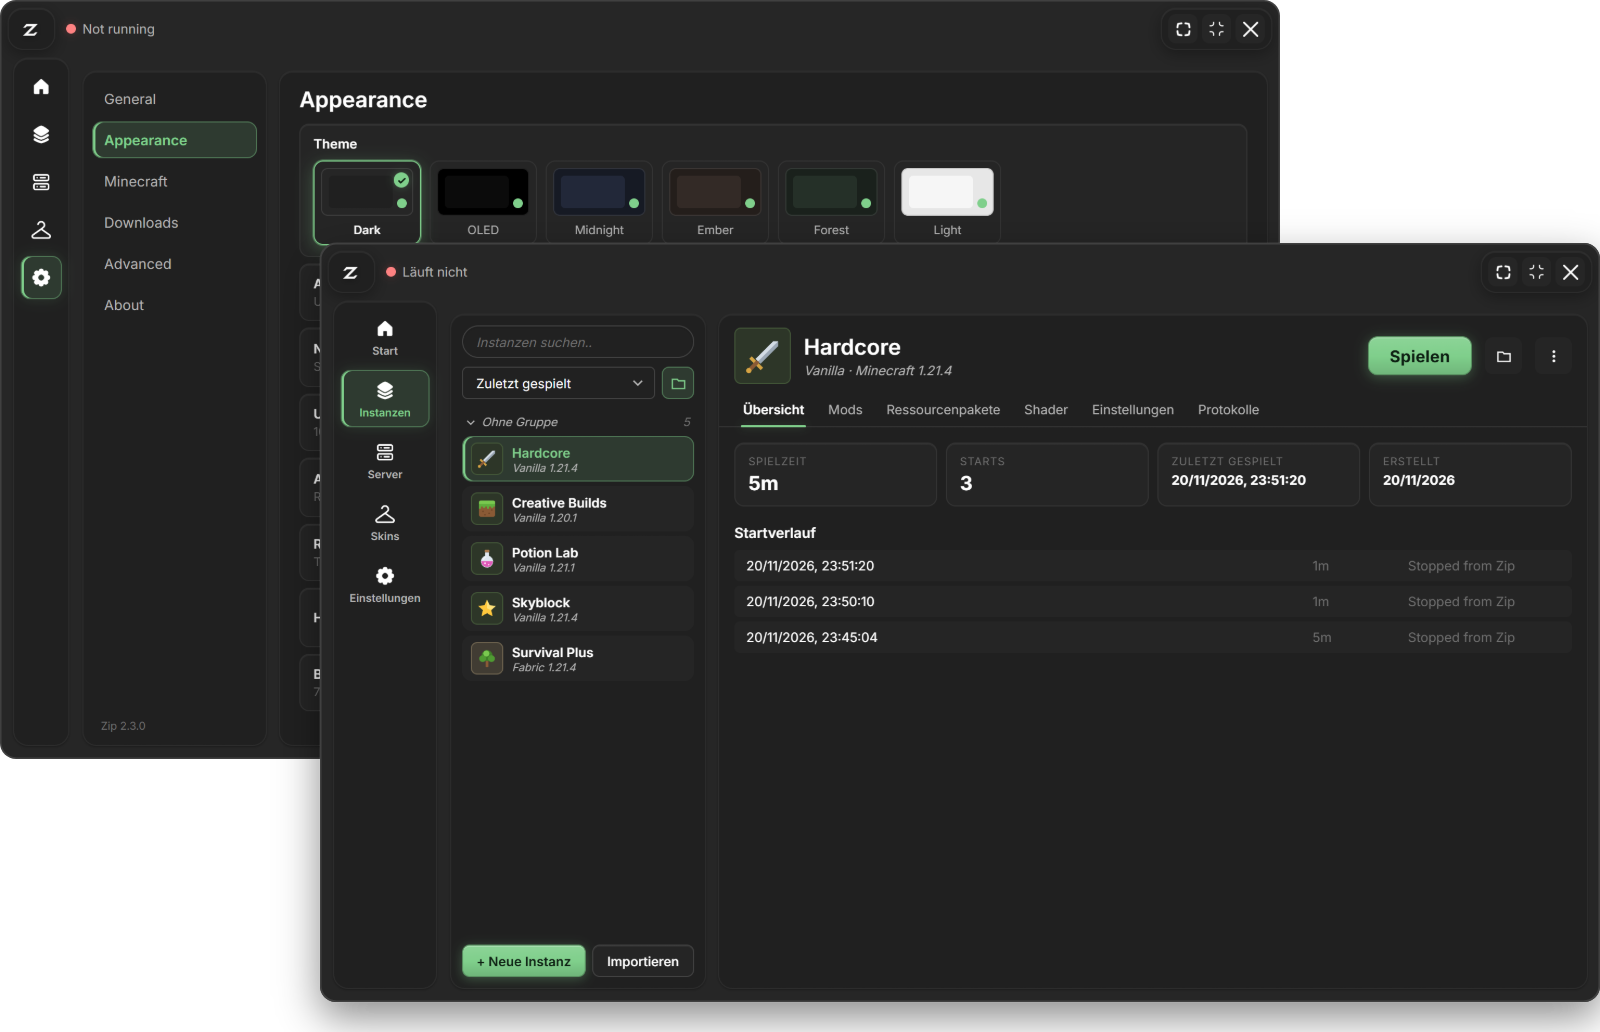 Not running
General
Appearance
Minecraft
Downloads
Advanced
About
Zip 2.3.0
Appearance
Theme
Dark
OLED
Midnight
Ember
Forest
Light
Läuft nicht
Start
Instanzen
Server
Skins
Einstellungen
Instanzen suchen..
Zuletzt gespielt
Ohne Gruppe 5
Hardcore
Vanilla 1.21.4
Creative Builds
Vanilla 1.20.1
Potion Lab
Vanilla 1.21.1
Skyblock
Vanilla 1.21.4
Survival Plus
Fabric 1.21.4
+ Neue Instanz
Importieren
Hardcore
Vanilla · Minecraft 1.21.4
Spielen
Übersicht Mods Ressourcenpakete Shader Einstellungen Protokolle
SPIELZEIT
5m
STARTS
3
ZULETZT GESPIELT
20/11/2026, 23:51:20
ERSTELLT
20/11/2026
Startverlauf
20/11/2026, 23:51:20 1m Stopped from Zip
20/11/2026, 23:50:10 1m Stopped from Zip
20/11/2026, 23:45:04 5m Stopped from Zip